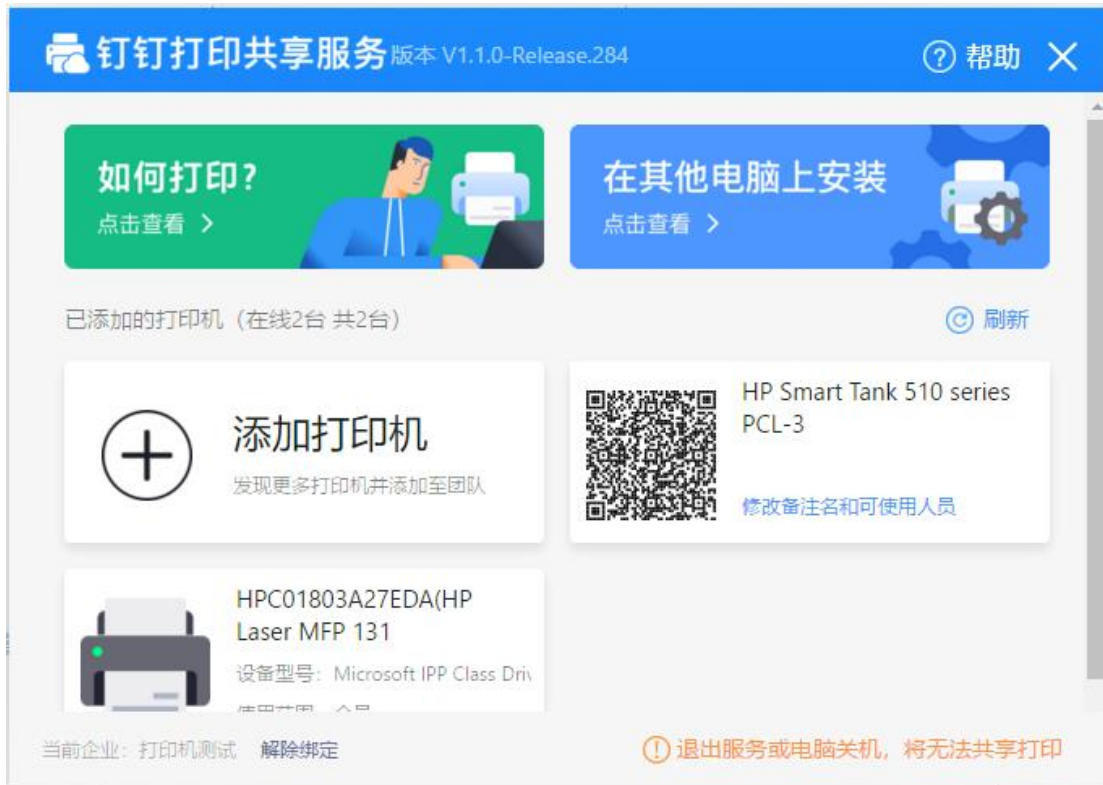 钉钉打印共享服务 版本 V1.1.0-Release.284
帮助
如何打印?
点击查看
在其他电脑上安装
点击查看
已添加的打印机（在线2台 共2台）
刷新
添加打印机
发现更多打印机并添加至团队
HP Smart Tank 510 series
PCL-3
修改备注名和可使用人员
HPC01803A27EDA(HP
Laser MFP 131
设备型号：Microsoft IPP Class Driv
使用范围：全员
当前企业：打印机测试 解除绑定
退出服务或电脑关机，将无法共享打印